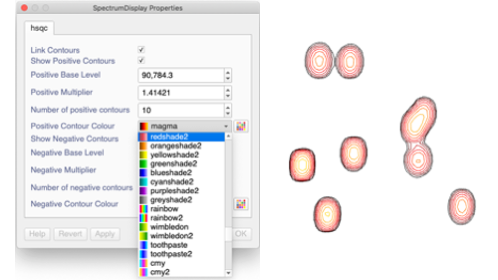 SpectrumDisplay Properties
hsqc
Link Contours
Show Positive Contours
Positive Base Level 90,784.3
Positive Multiplier 1.41421
Number of positive contours 10
Positive Contour Colour magma
Show Negative Contours redshade2
Negative Base Level orangeshade2
yellowshade2
Negative Multiplier greenshade2
blueshade2
cyanshade2
Number of negative contours purpleshade2
greyshade2
Negative Contour Colour rainbow
rainbow2
wimbledon
wimbledon2
Help Revert Apply OK
toothpaste
toothpaste2
cmy
cmy2